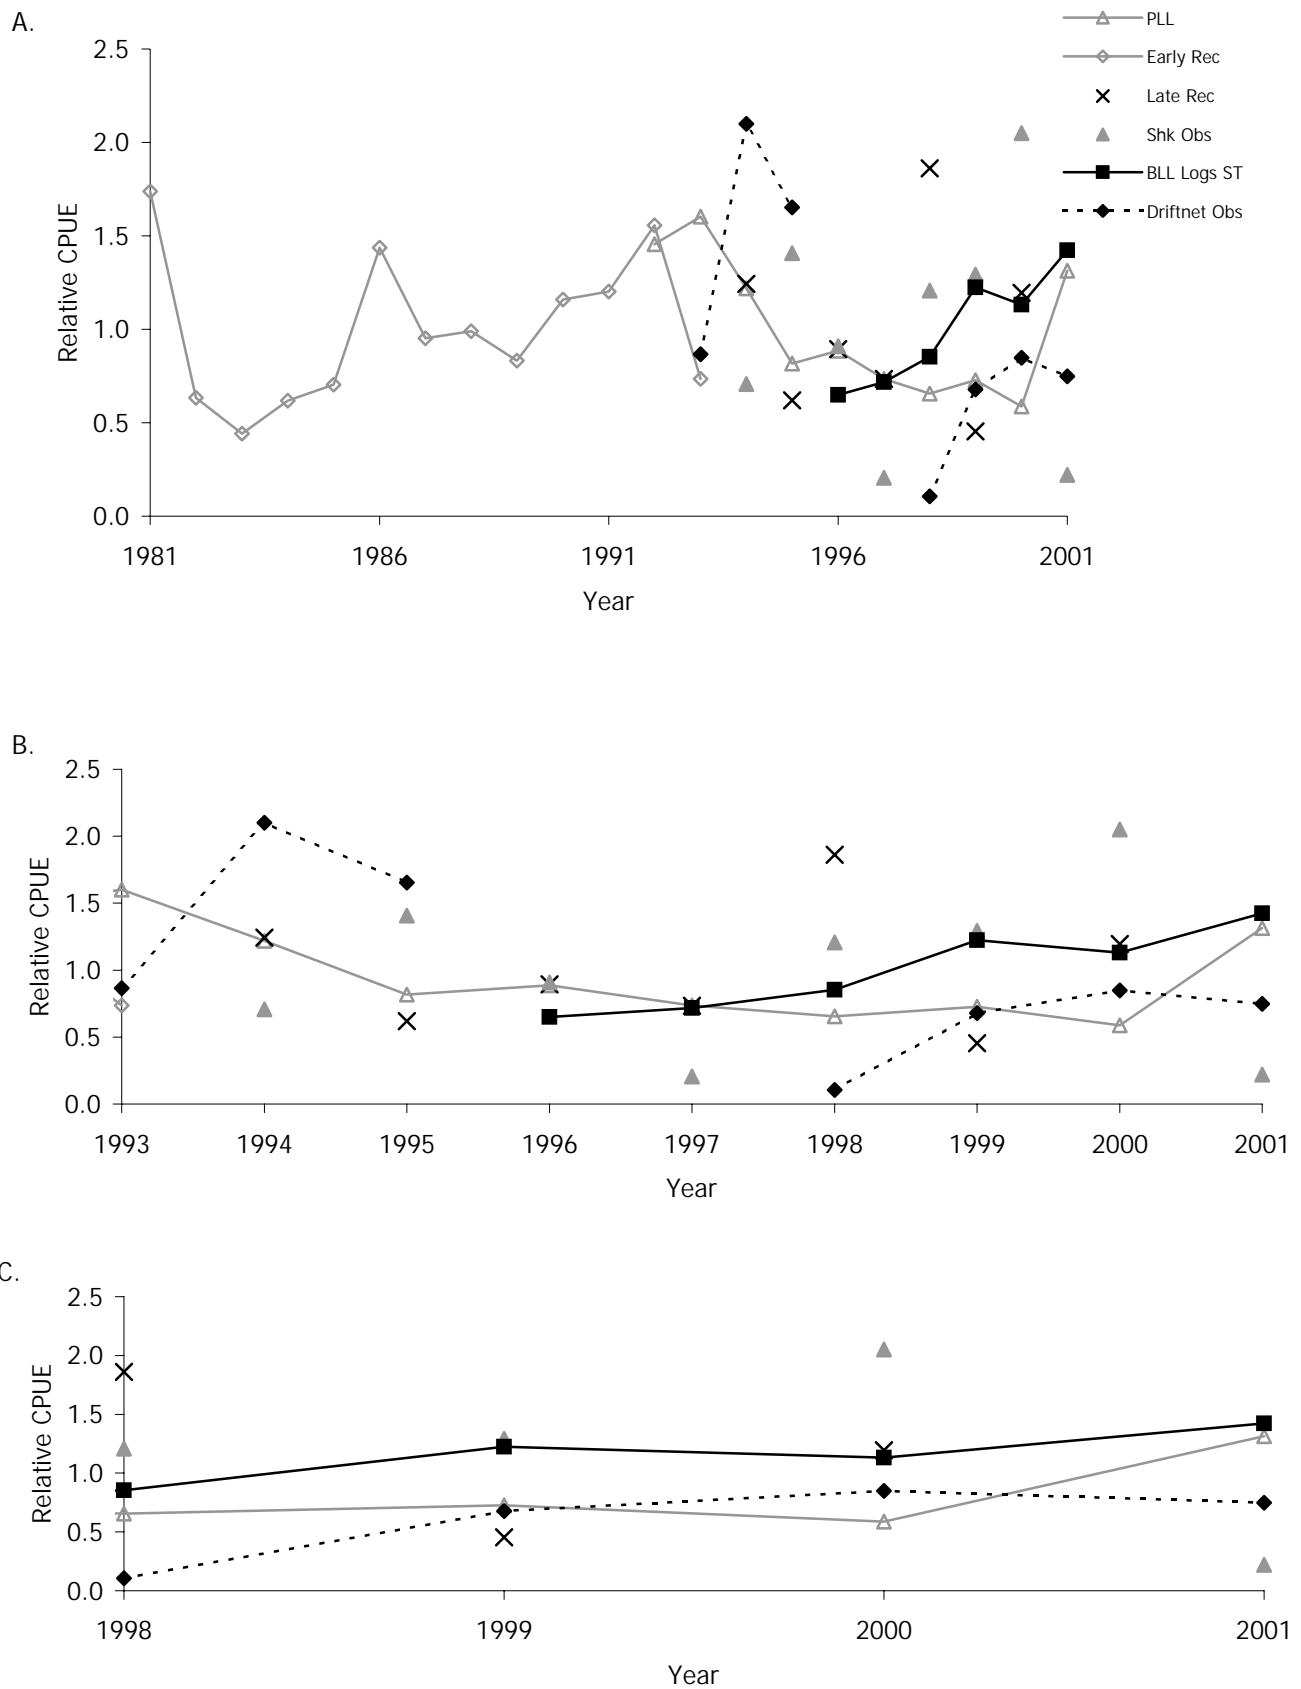 A.
PLL
Early Rec
Late Rec
Shk Obs
BLL Logs ST
Driftnet Obs
2.5
2.0
1.5
1.0
0.5
0.0
Relative CPUE
1981 1986 1991 1996 2001
Year
B.
2.5
2.0
1.5
1.0
0.5
0.0
Relative CPUE
1993 1994 1995 1996 1997 1998 1999 2000 2001
Year
C.
2.5
2.0
1.5
1.0
0.5
0.0
Relative CPUE
1998 1999 2000 2001
Year